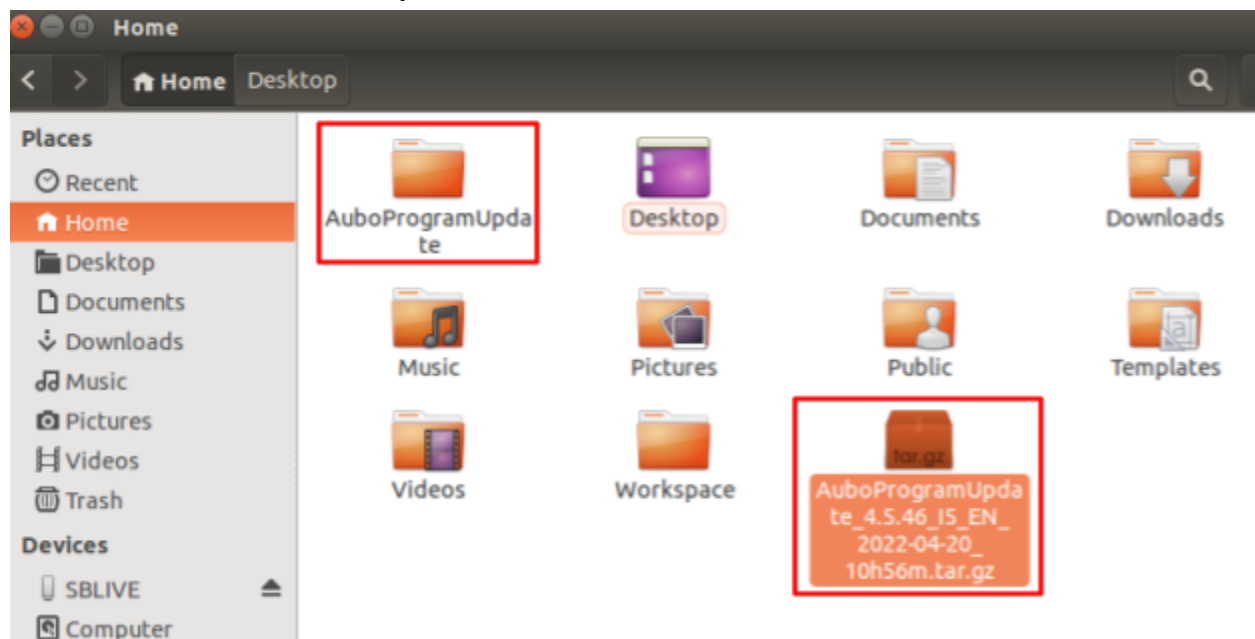 Home
Home Desktop
Places
Recent
Home
Desktop
Documents
Downloads
Music
Pictures
Videos
Trash
Devices
SBLIVE
Computer
AuboProgramUpda
te
Desktop
Documents
Downloads
Music
Pictures
Public
Templates
Videos
Workspace
tar.gz
AuboProgramUpda
te_4.5.46_I5_EN_
2022-04-20_
10h56m.tar.gz